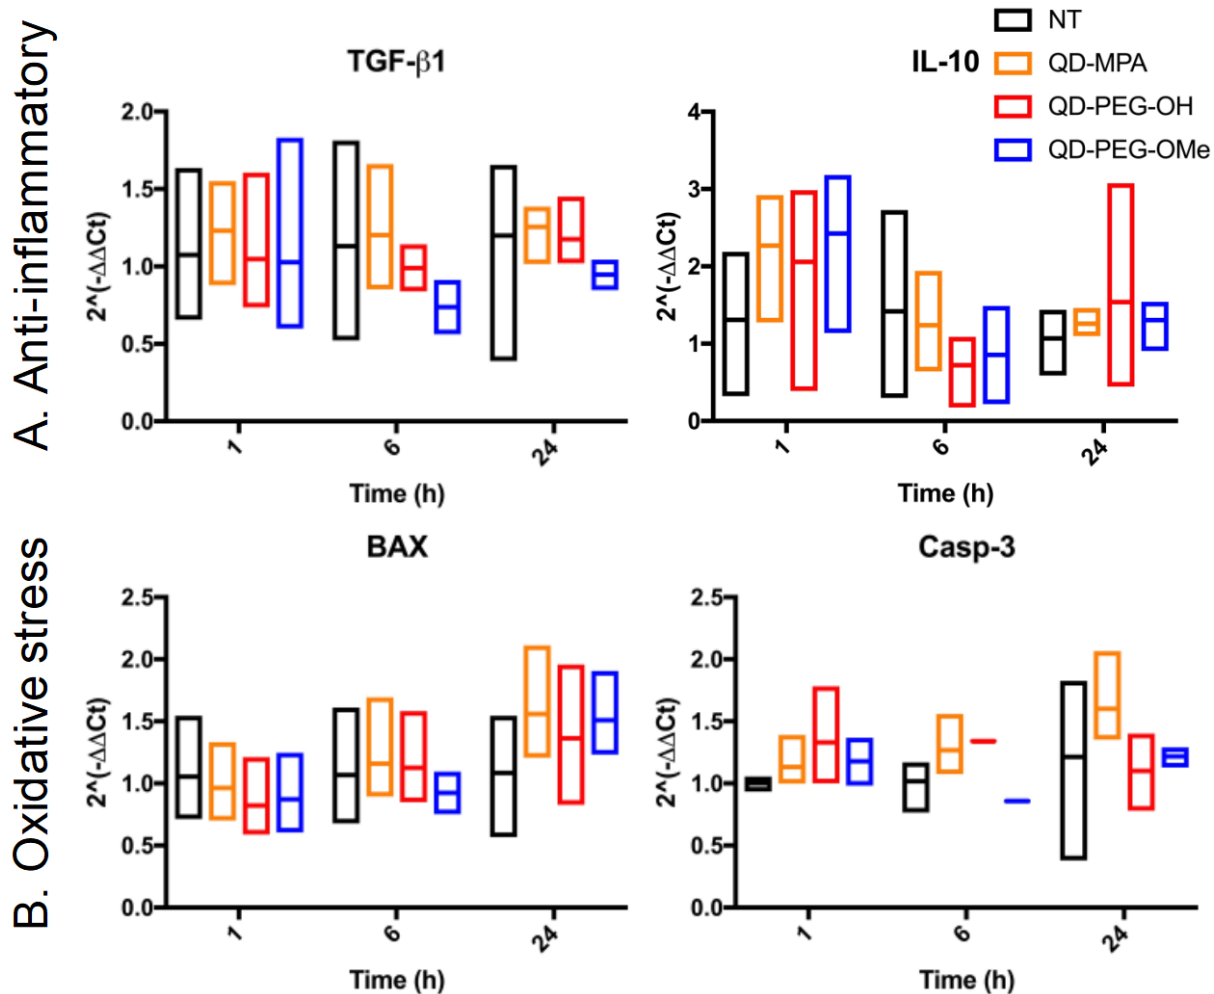 A. Anti-inflammatory
TGF-β1
2^(-ΔΔCt)
2.0
1.5
1.0
0.5
0.0
1
6
24
Time (h)
IL-10
NT
QD-MPA
QD-PEG-OH
QD-PEG-OMe
2^(-ΔΔCt)
4
3
2
1
0
1
6
24
Time (h)
B. Oxidative stress
BAX
2^(-ΔΔCt)
2.5
2.0
1.5
1.0
0.5
0.0
1
6
24
Time (h)
Casp-3
2^(-ΔΔCt)
2.5
2.0
1.5
1.0
0.5
0.0
1
6
24
Time (h)